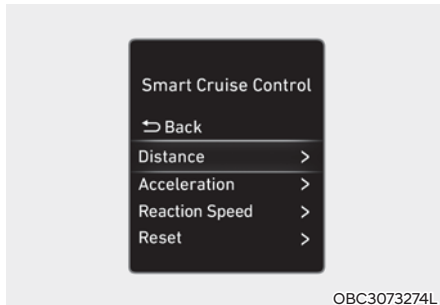 Smart Cruise Control
Back
Distance >
Acceleration >
Reaction Speed >
Reset >
OBC3073274L